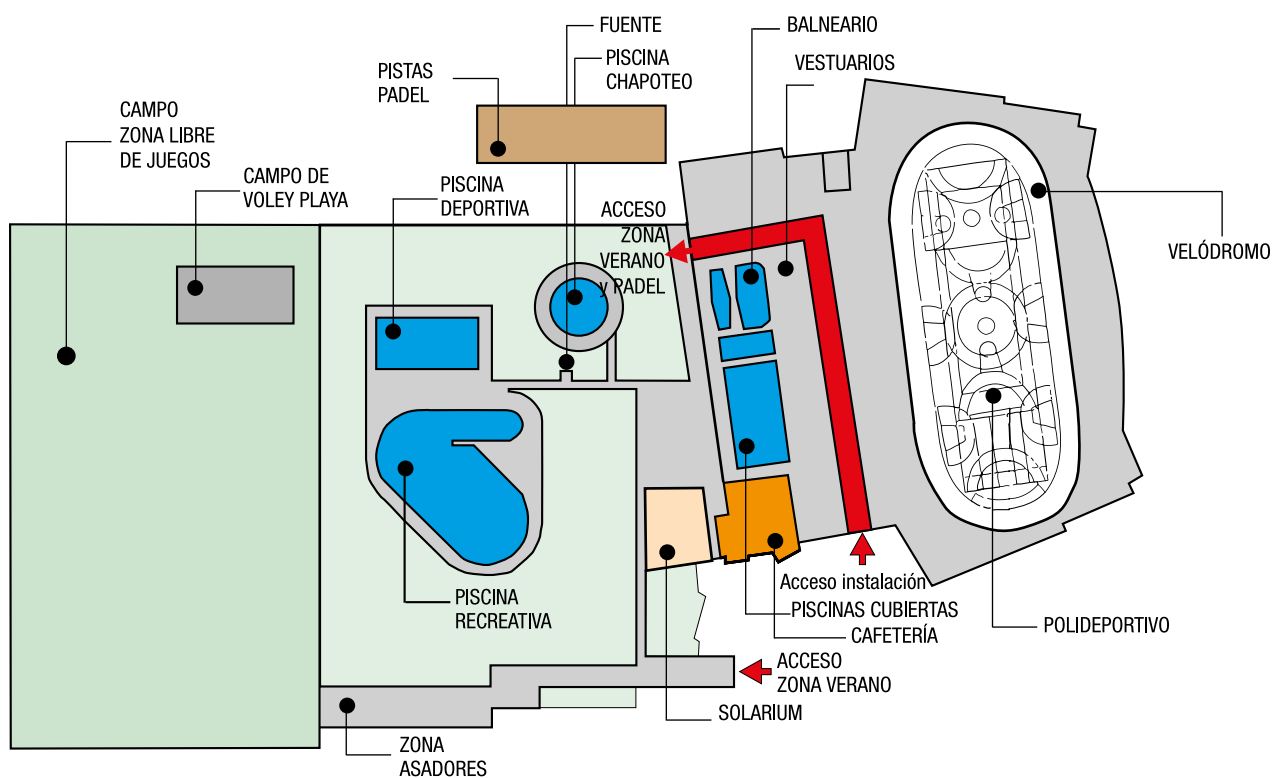 FUENTE
PISCINA
CHAPOTEO
BALNEARIO
VESTUARIOS
PISTAS
PADEL
CAMPO
ZONA LIBRE
DE JUEGOS
CAMPO DE
VOLEY PLAYA
PISCINA
DEPORTIVA
ACCESO
ZONA
VERANO
y PADEL
VELÓDROMO
Acceso instalación
PISCINAS CUBIERTAS
CAFETERÍA
POLIDEPORTIVO
PISCINA
RECREATIVA
ACCESO
ZONA VERANO
SOLARIUM
ZONA
ASADORES